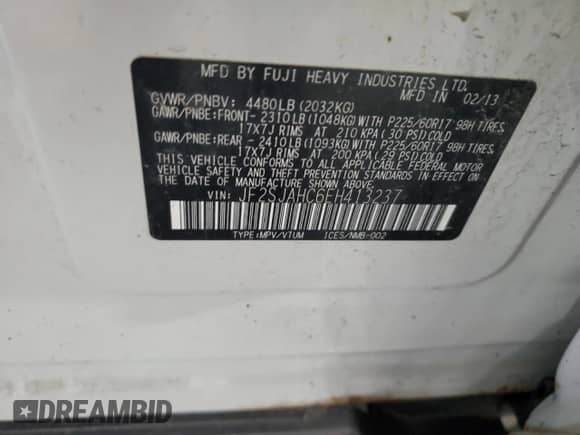 MFD BY FUJI HEAVY INDUSTRIES LTD.
GVWR/PNBV: 4480LB(2032KG) MFD IN 02/13
GAWR/PNBE:FRONT- 2310LB(1048KG)WITH P225/60R17 98H TIRES,
17X7J RIMS AT 210 KPA( 30 PSI)COLD
GAWR/PNBE:REAR - 2410LB(1093KG)WITH P225/60R17 98H TIRES,
17X7J RIMS AT 200 KPA( 29 PSI)COLD
THIS VEHICLE CONFORMS TO ALL APPLICABLE FEDERAL MOTOR
VEHICLE SAFETY AND THEFT PREVENTION STANDARDS IN EFFECT ON
THE DATE OF MANUFACTURE SHOWN ABOVE.
VIN: JF2SJAHC6EH413237
TYPE:MPV/VTUM ICES/NMB-002
DREAMBID